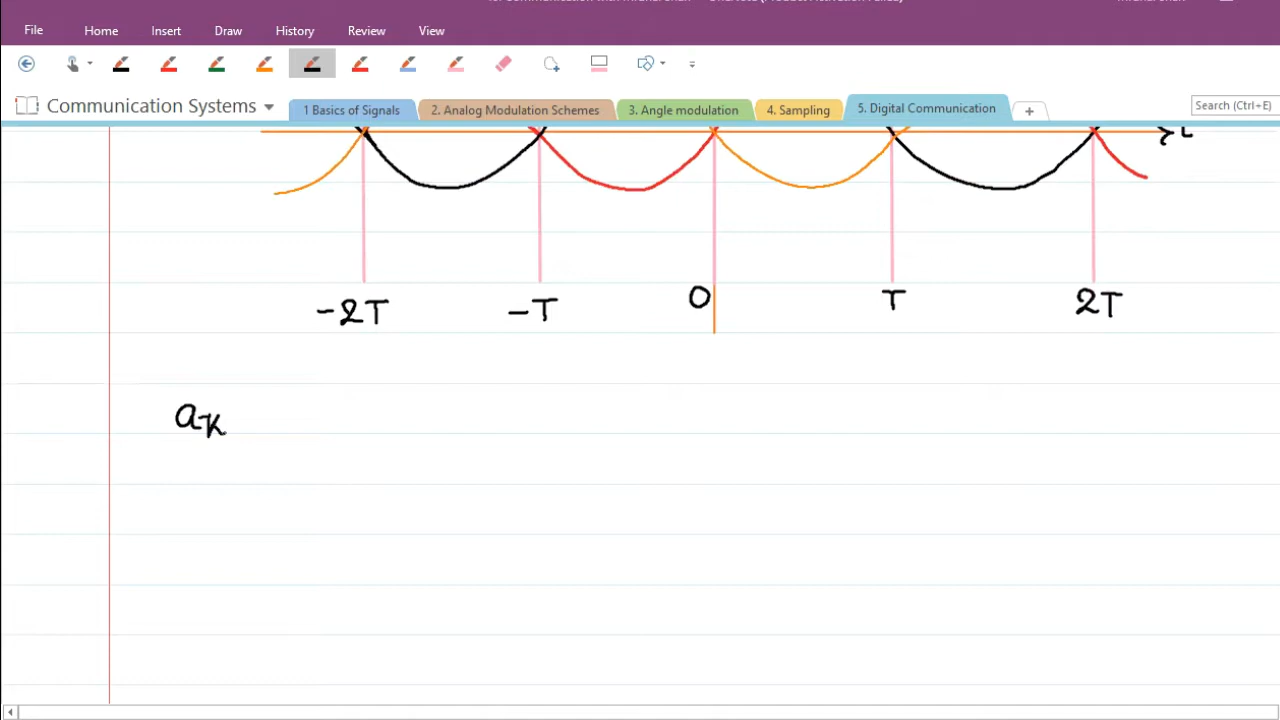 File Home Insert Draw History Review View
Communication Systems 1 Basics of Signals 2. Analog Modulation Schemes 3. Angle modulation 4. Sampling 5. Digital Communication Search (Ctrl+E)
-2T -T 0 T 2T
aK